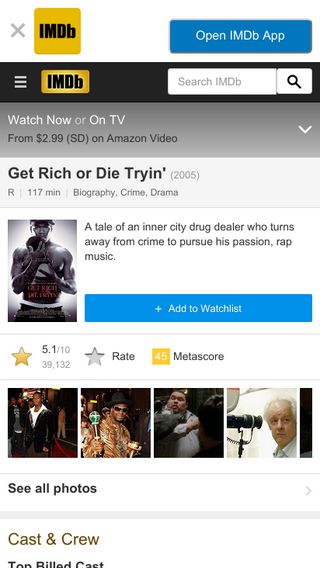 IMDb
Open IMDb App
IMDb
Search IMDb
Watch Now or On TV
From $2.99 (SD) on Amazon Video
Get Rich or Die Tryin' (2005)
R | 117 min | Biography, Crime, Drama
A tale of an inner city drug dealer who turns
away from crime to pursue his passion, rap
music.
GET RICH
DIE TRYIN'
+ Add to Watchlist
5.1/10
39,132
Rate
45 Metascore
See all photos
Cast & Crew
Top Billed Cast